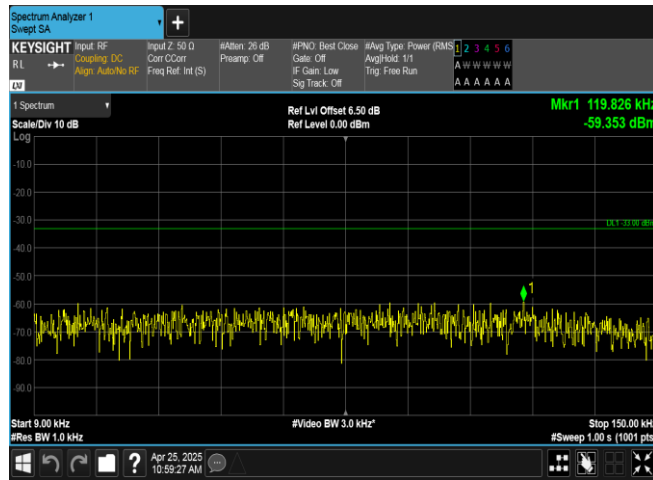 Spectrum Analyzer 1
Swept SA
+
KEYSIGHT
RL
LXI
Input: RF
Coupling: DC
Align: Auto/No RF
Input Z: 50 Ω
Corr CCorr
Freq Ref: Int (S)
#Atten: 26 dB
Preamp: Off
#PNO: Best Close
Gate: Off
IF Gain: Low
Sig Track: Off
#Avg Type: Power (RMS
Avg|Hold: 1/1
Trig: Free Run
1 2 3 4 5 6
A W W W W W
A A A A A A
1 Spectrum
Scale/Div 10 dB
Log
Ref Lvl Offset 6.50 dB
Ref Level 0.00 dBm
Mkr1 119.826 kHz
-59.353 dBm
-10.0
-20.0
-30.0
DL1 -33.00 dBm
-40.0
-50.0
1
-60.0
-70.0
-80.0
-90.0
Start 9.00 kHz
#Res BW 1.0 kHz
#Video BW 3.0 kHz*
Stop 150.00 kHz
#Sweep 1.00 s (1001 pts
?
Apr 25, 2025
10:59:27 AM